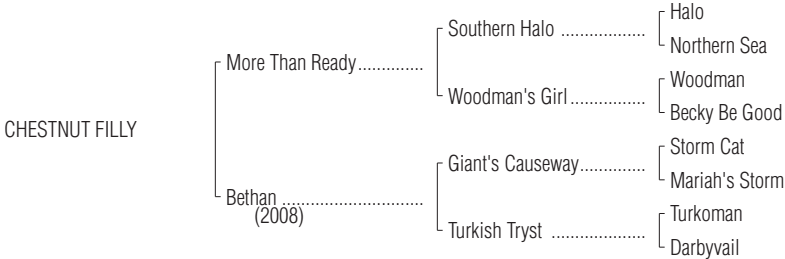 Halo
Southern Halo ...................
Northern Sea
More Than Ready..............
Woodman
Woodman's Girl ................
Becky Be Good
CHESTNUT FILLY
Storm Cat
Giant's Causeway..............
Mariah's Storm
Bethan ..............................
(2008)
Turkoman
Turkish Tryst ....................
Darbyvail